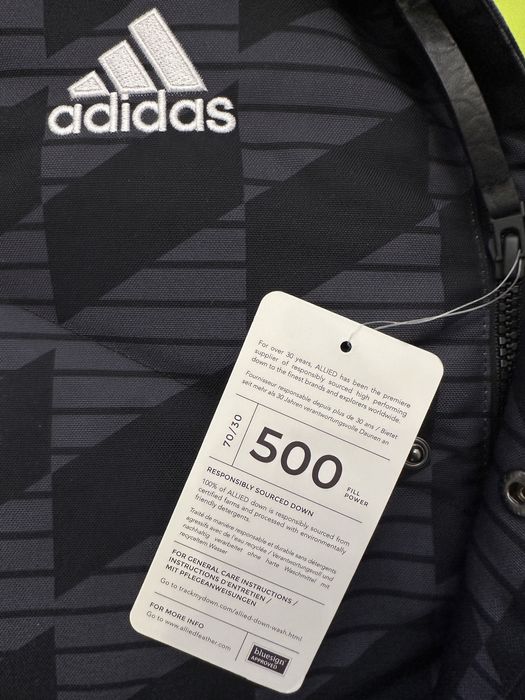 adidas
For over 30 years, ALLIED has been the premiere
supplier of responsibly sourced high performing
down to the finest brands and explorers worldwide.
Fournisseur responsable depuis plus de 30 ans / Bietet
seit mehr als 30 Jahren verantwortungsvolle Daunen an
70/30
500
FILL
POWER
RESPONSIBLY SOURCED DOWN
100% of ALLIED down is responsibly sourced from
certified farms and processed with environmentally
friendly detergents.
Traité de manière responsable et durable sans détergents
agressifs avec de l'eau recyclée / Verantwortungsvoll und
nachhaltig verarbeitet ohne harte Waschmittel mit
recyceltem Wasser
FOR GENERAL CARE INSTRUCTIONS /
INSTRUCTIONS D'ENTRETIEN /
MIT PFLEGEANWEISUNGEN
Go to trackmydown.com/allied-down-wash.html
FOR MORE INFO
Go to www.alliedfeather.com
bluesign
APPROVED